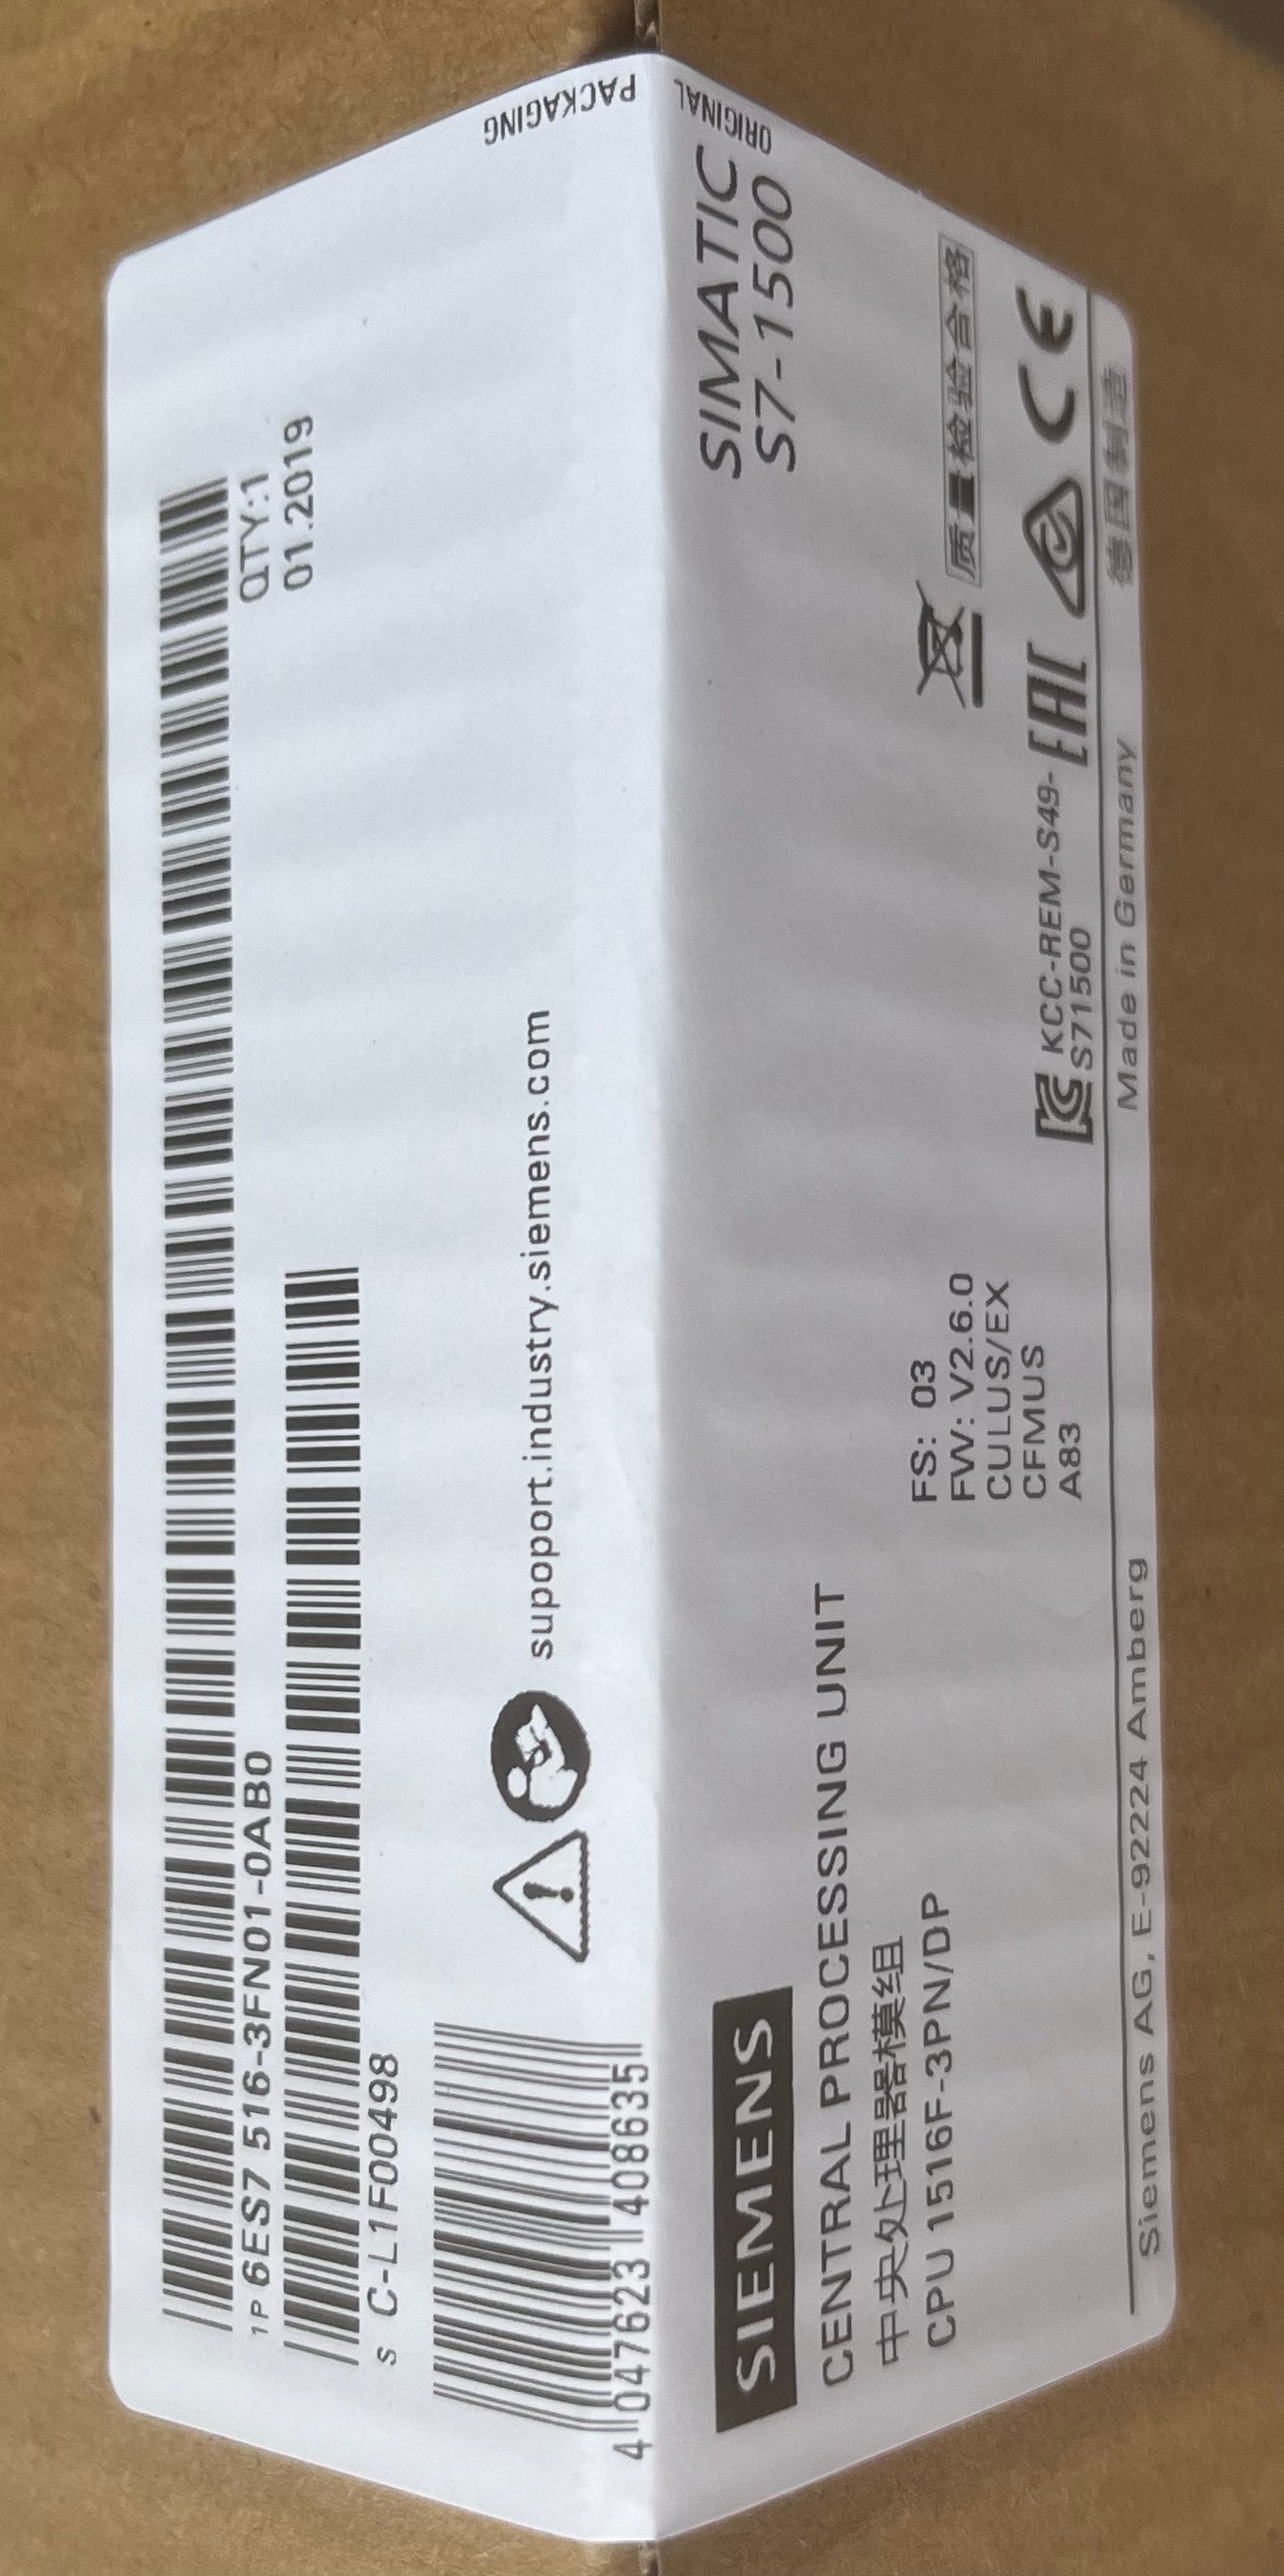 1P 6ES7 516-3FN01-0AB0
QTY:1
01.2019
S C-L1F00498
support.industry.siemens.com
4 047623 408635
PACKAGING
ORIGINAL
SIEMENS
SIMATIC
S7-1500
CENTRAL PROCESSING UNIT
中央处理器模组
CPU 1516F-3PN/DP
FS: 03
FW: V2.6.0
CULUS/EX
CFMUS
A83
质量检验合格
KCC-REM-S49-
S71500
EAC
CE
Siemens AG, E-92224 Amberg
Made in Germany
德国制造